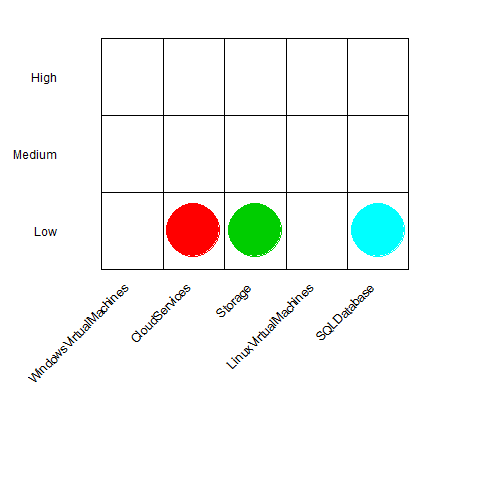 High
Medium
Low
WindowsVirtualMachines
CloudServices
Storage
LinuxVirtualMachines
SQLDatabase